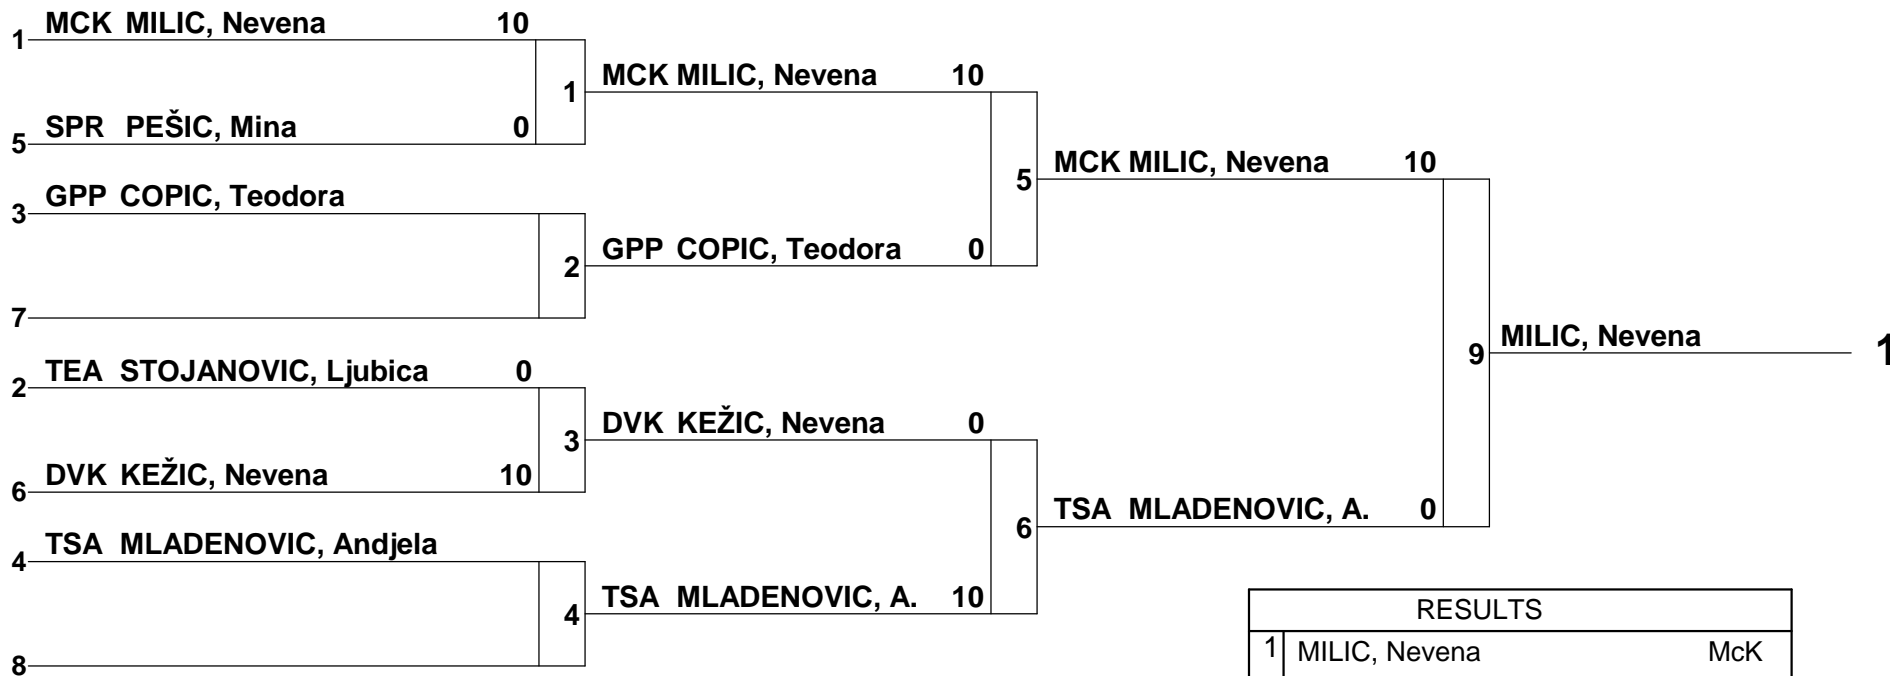 1 MCK MILIC, Nevena 10
5 SPR PEŠIC, Mina 0
3 GPP COPIC, Teodora
7
2 TEA STOJANOVIC, Ljubica 0
6 DVK KEŽIC, Nevena 10
4 TSA MLADENOVIC, Andjela
8
1 MCK MILIC, Nevena 10
2 GPP COPIC, Teodora 0
3 DVK KEŽIC, Nevena 0
4 TSA MLADENOVIC, A. 10
5 MCK MILIC, Nevena 10
6 TSA MLADENOVIC, A. 0
9 MILIC, Nevena 1
RESULTS
1 MILIC, Nevena McK